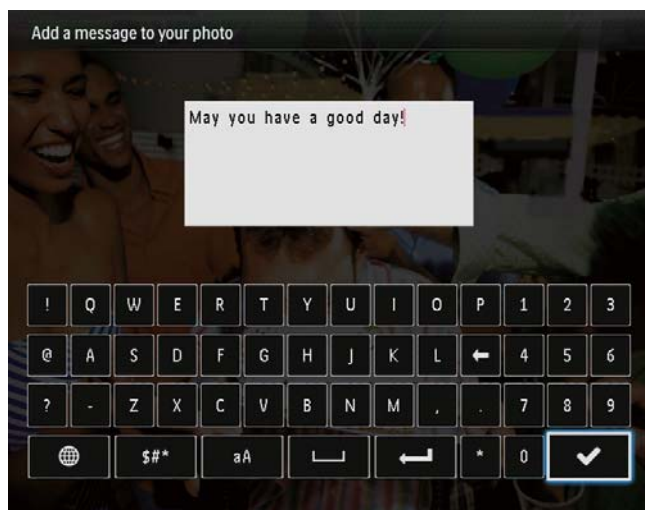 Add a message to your photo
May you have a good day!
! Q W E R T Y U I O P 1 2 3
@ A S D F G H J K L ← 4 5 6
? - Z X C V B N M , . 7 8 9
$#* aA * 0